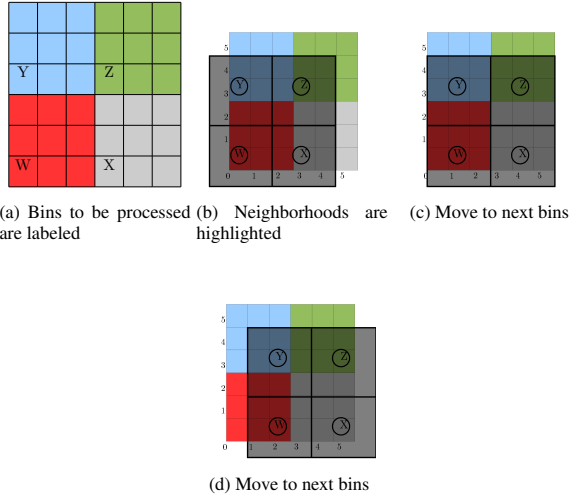 Y Z
W X
(a) Bins to be processed
are labeled
5
4
3
2
1
0 1 2 3 4 5
Y Z
W X
(b) Neighborhoods are
highlighted
5
4
3
2
1
0 1 2 3 4 5
Y Z
W X
(c) Move to next bins
5
4
3
2
1
0 1 2 3 4 5
Y Z
W X
(d) Move to next bins